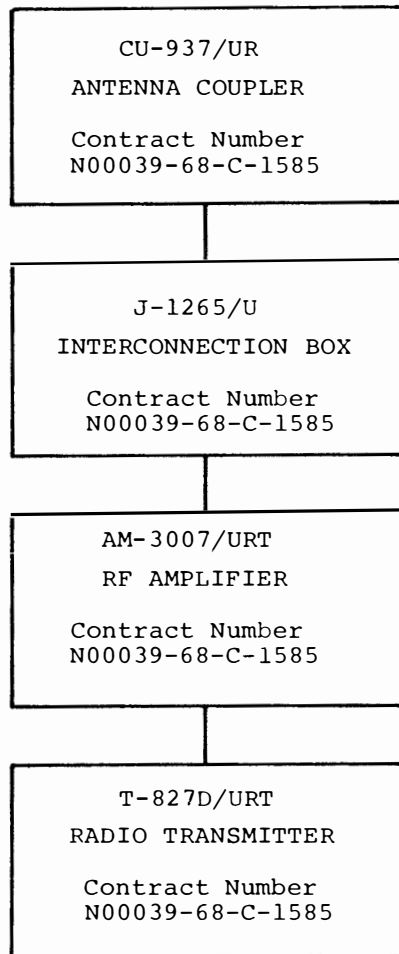 CU-937/UR
ANTENNA COUPLER
Contract Number
N00039-68-C-1585
J-1265/U
INTERCONNECTION BOX
Contract Number
N00039-68-C-1585
AM-3007/URT
RF AMPLIFIER
Contract Number
N00039-68-C-1585
T-827D/URT
RADIO TRANSMITTER
Contract Number
N00039-68-C-1585